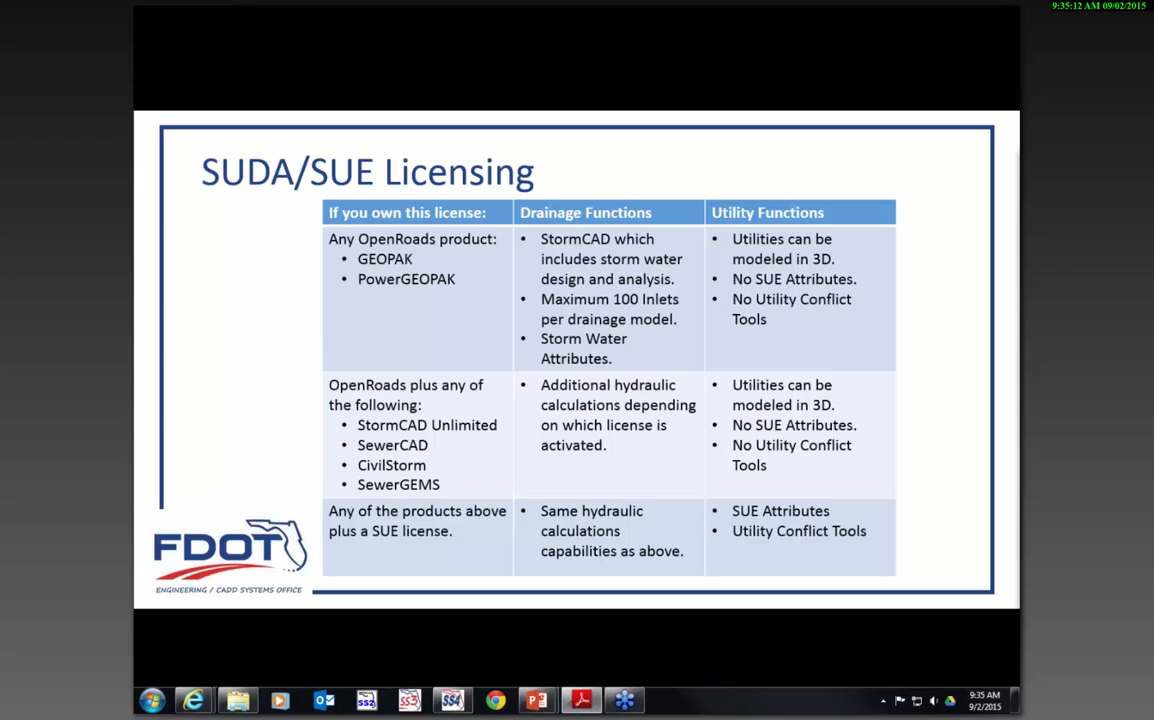 9:35:12 AM 09/02/2015
SUDA/SUE Licensing
If you own this license:
Drainage Functions
Utility Functions
Any OpenRoads product:
• GEOPAK
• PowerGEOPAK
• StormCAD which
includes storm water
design and analysis.
• Maximum 100 Inlets
per drainage model.
• Storm Water
Attributes.
• Utilities can be
modeled in 3D.
• No SUE Attributes.
• No Utility Conflict
Tools
OpenRoads plus any of
the following:
• StormCAD Unlimited
• SewerCAD
• CivilStorm
• SewerGEMS
• Additional hydraulic
calculations depending
on which license is
activated.
• Utilities can be
modeled in 3D.
• No SUE Attributes.
• No Utility Conflict
Tools
Any of the products above
plus a SUE license.
• Same hydraulic
calculations
capabilities as above.
• SUE Attributes
• Utility Conflict Tools
FDOT
ENGINEERING / CADD SYSTEMS OFFICE
SS2
SS3
SS4
9:35 AM
9/2/2015